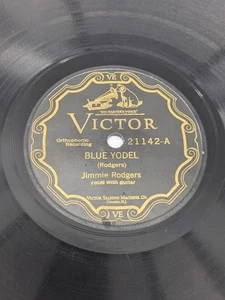 VE
"HIS MASTER'S VOICE"
VICTOR
Orthophonic
Recording
21142-A
BLUE YODEL
(Rodgers)
Jimmie Rodgers
vocal with guitar
VICTOR TALKING MACHINE CO.
Camden, N.J.
VE